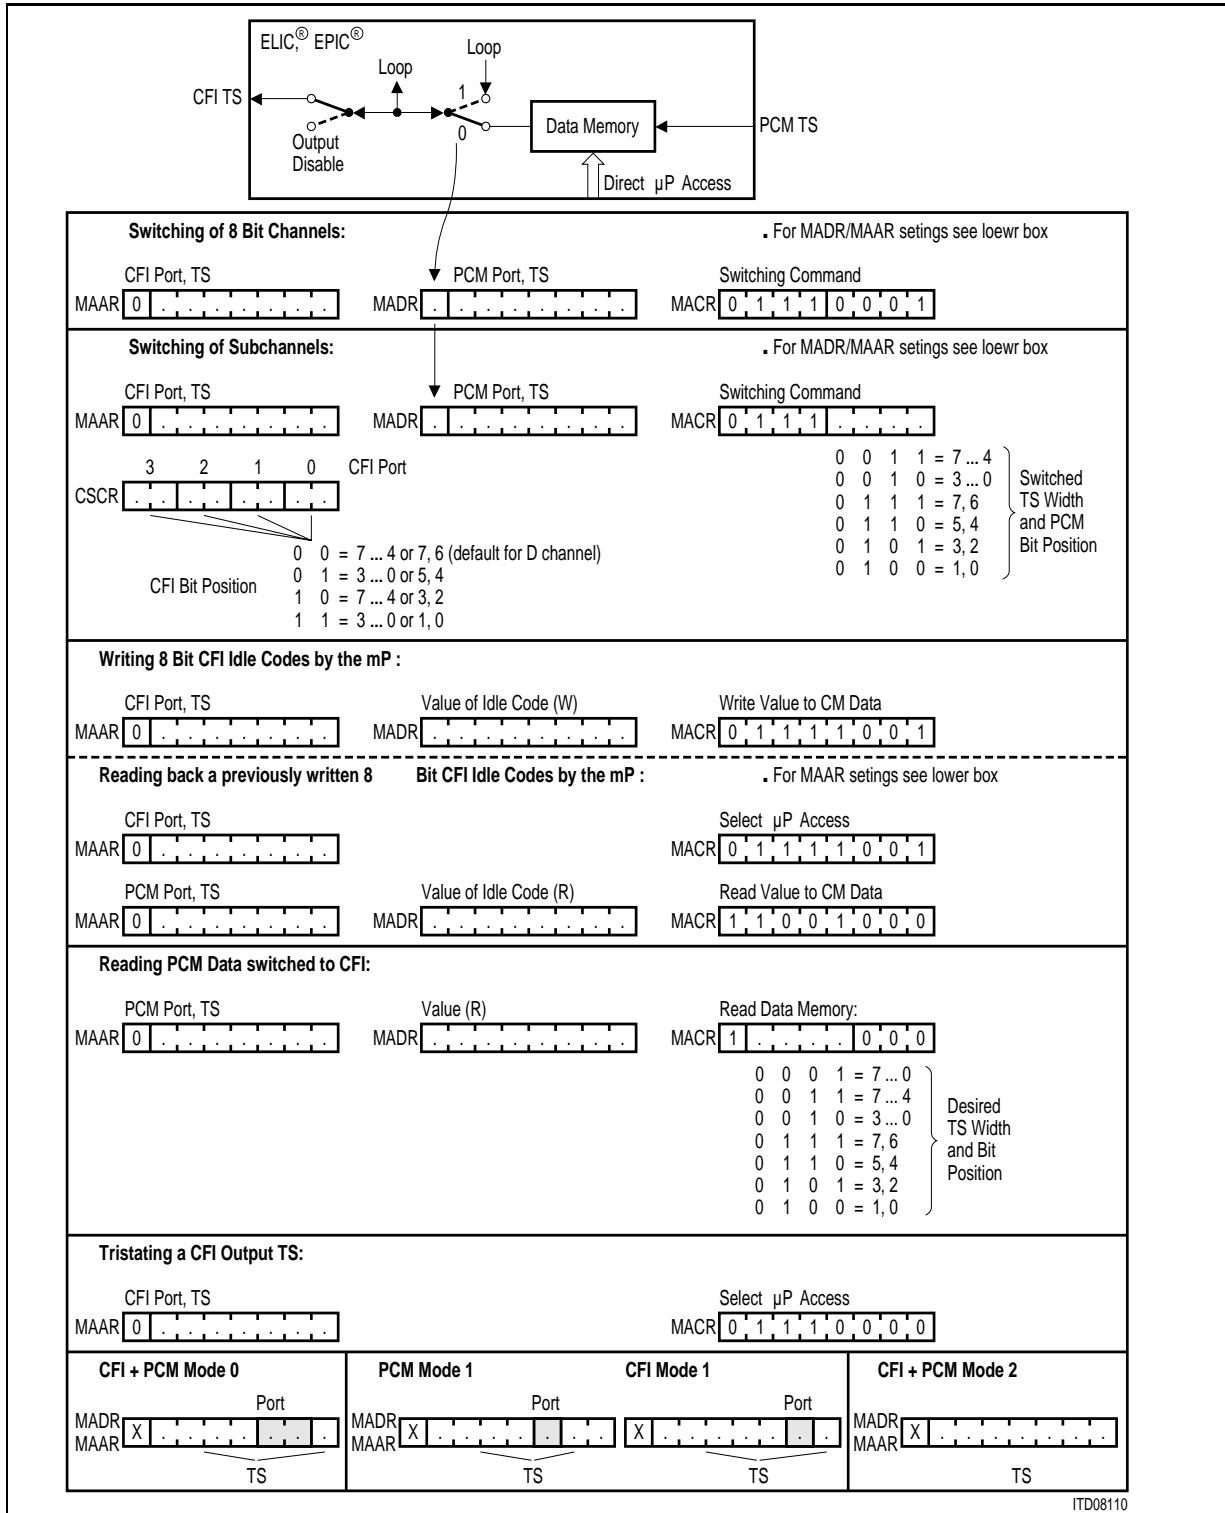 ELIC,® EPIC®
Loop
Loop
CFI TS
1
0
Output
Disable
Data Memory
PCM TS
Direct µP Access
Switching of 8 Bit Channels:
. For MADR/MAAR setings see loewr box
CFI Port, TS
PCM Port, TS
Switching Command
MAAR 0 . . . . . . .
MADR . . . . . . . .
MACR 0 1 1 1 0 0 0 1
Switching of Subchannels:
. For MADR/MAAR setings see loewr box
CFI Port, TS
PCM Port, TS
Switching Command
MAAR 0 . . . . . . .
MADR . . . . . . . .
MACR 0 1 1 1 . . . .
3 2 1 0 CFI Port
CSCR . . . . . . . .
CFI Bit Position
0 0 = 7 ... 4 or 7, 6 (default for D channel)
0 1 = 3 ... 0 or 5, 4
1 0 = 7 ... 4 or 3, 2
1 1 = 3 ... 0 or 1, 0
0 0 1 1 = 7 ... 4
0 0 1 0 = 3 ... 0
0 1 1 1 = 7, 6
0 1 1 0 = 5, 4
0 1 0 1 = 3, 2
0 1 0 0 = 1, 0
Switched
TS Width
and PCM
Bit Position
Writing 8 Bit CFI Idle Codes by the mP :
CFI Port, TS
Value of Idle Code (W)
Write Value to CM Data
MAAR 0 . . . . . . .
MADR . . . . . . . .
MACR 0 1 1 1 1 0 0 1
Reading back a previously written 8 Bit CFI Idle Codes by the mP :
. For MAAR setings see lower box
CFI Port, TS
Select µP Access
MAAR 0 . . . . . . .
MACR 0 1 1 1 1 0 0 1
PCM Port, TS
Value of Idle Code (R)
Read Value to CM Data
MAAR 0 . . . . . . .
MADR . . . . . . . .
MACR 1 1 0 0 1 0 0 0
Reading PCM Data switched to CFI:
PCM Port, TS
Value (R)
Read Data Memory:
MAAR 0 . . . . . . .
MADR . . . . . . . .
MACR 1 . . . . 0 0 0
0 0 0 1 = 7 ... 0
0 0 1 1 = 7 ... 4
0 0 1 0 = 3 ... 0
0 1 1 1 = 7, 6
0 1 1 0 = 5, 4
0 1 0 1 = 3, 2
0 1 0 0 = 1, 0
Desired
TS Width
and Bit
Position
Tristating a CFI Output TS:
CFI Port, TS
Select µP Access
MAAR 0 . . . . . . .
MACR 0 1 1 1 0 0 0 0
CFI + PCM Mode 0
Port
MADR
MAAR
X . . . . . . .
TS
PCM Mode 1
Port
MADR
MAAR
X . . . . . . .
TS
CFI Mode 1
Port
X . . . . . . .
TS
CFI + PCM Mode 2
MADR
MAAR
X . . . . . . .
TS
ITD08110